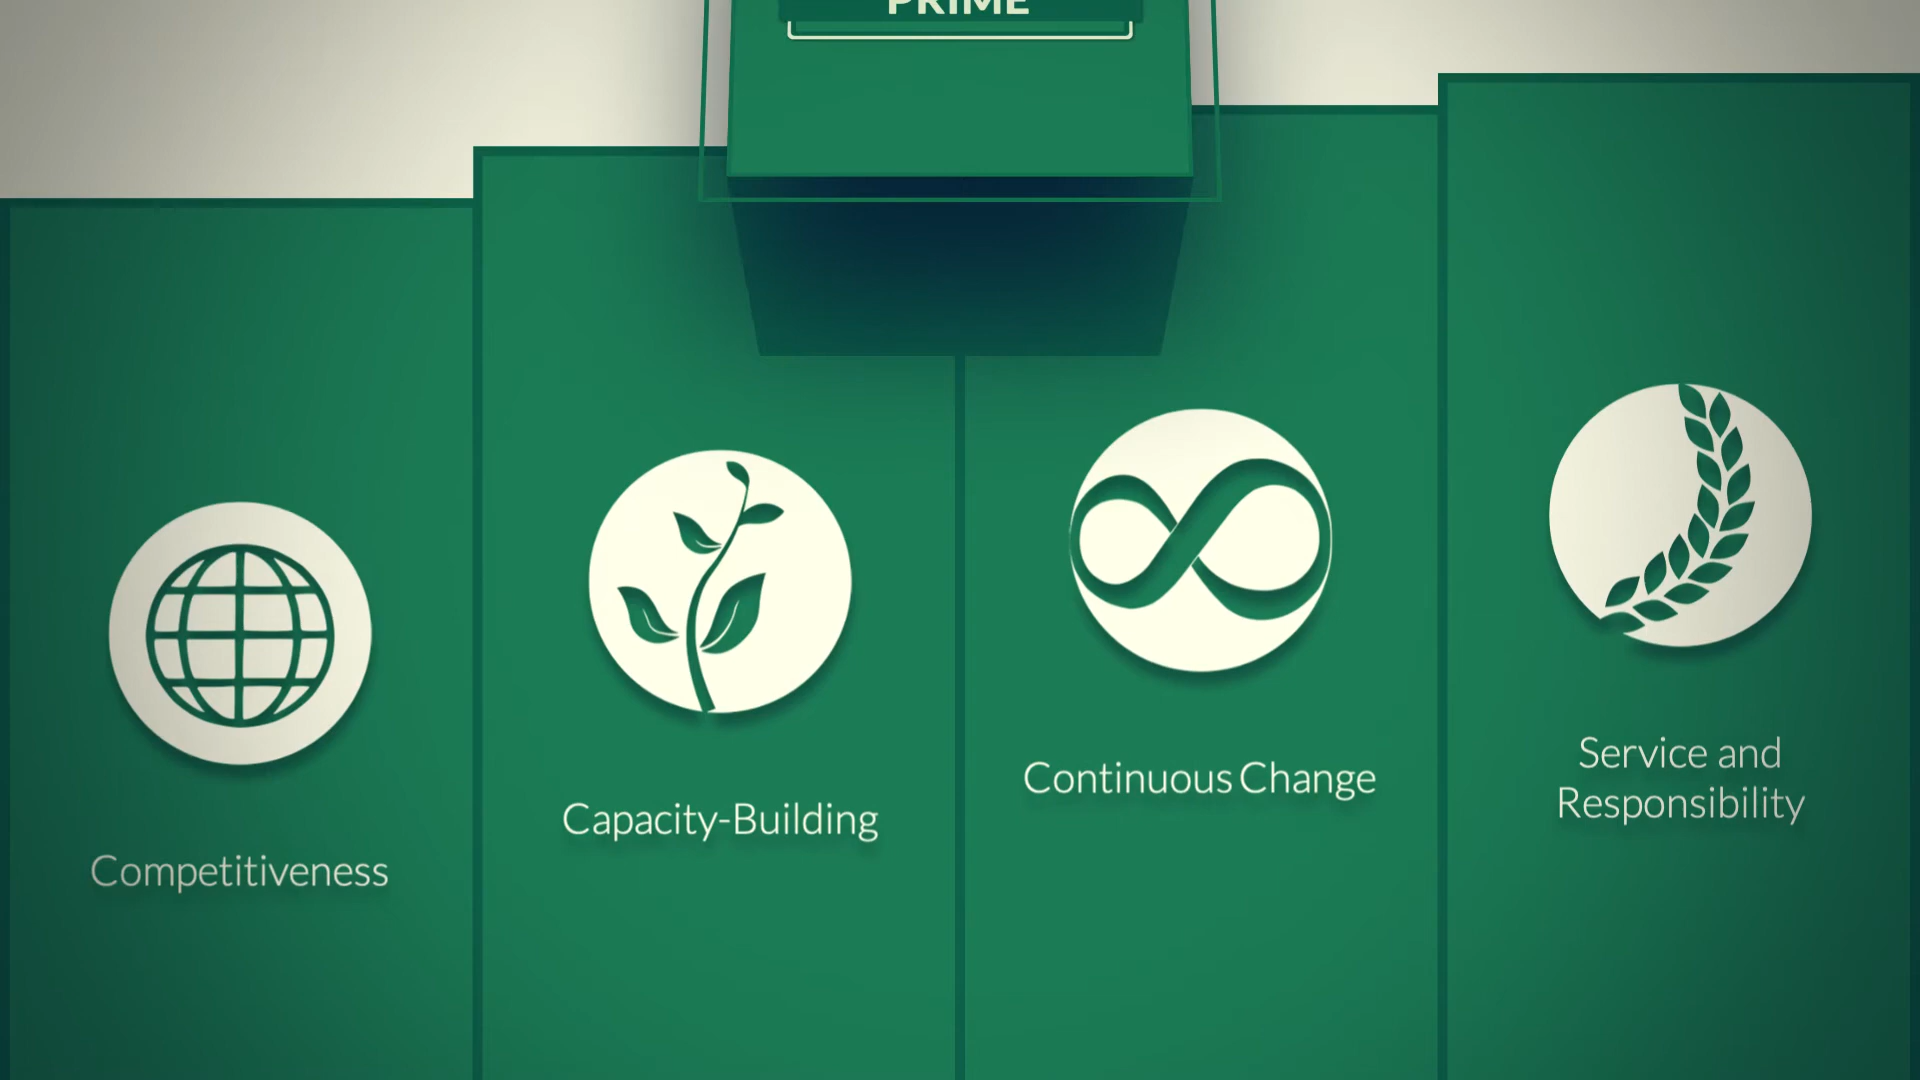 PRIME
Competitiveness
Capacity-Building
Continuous Change
Service and
Responsibility